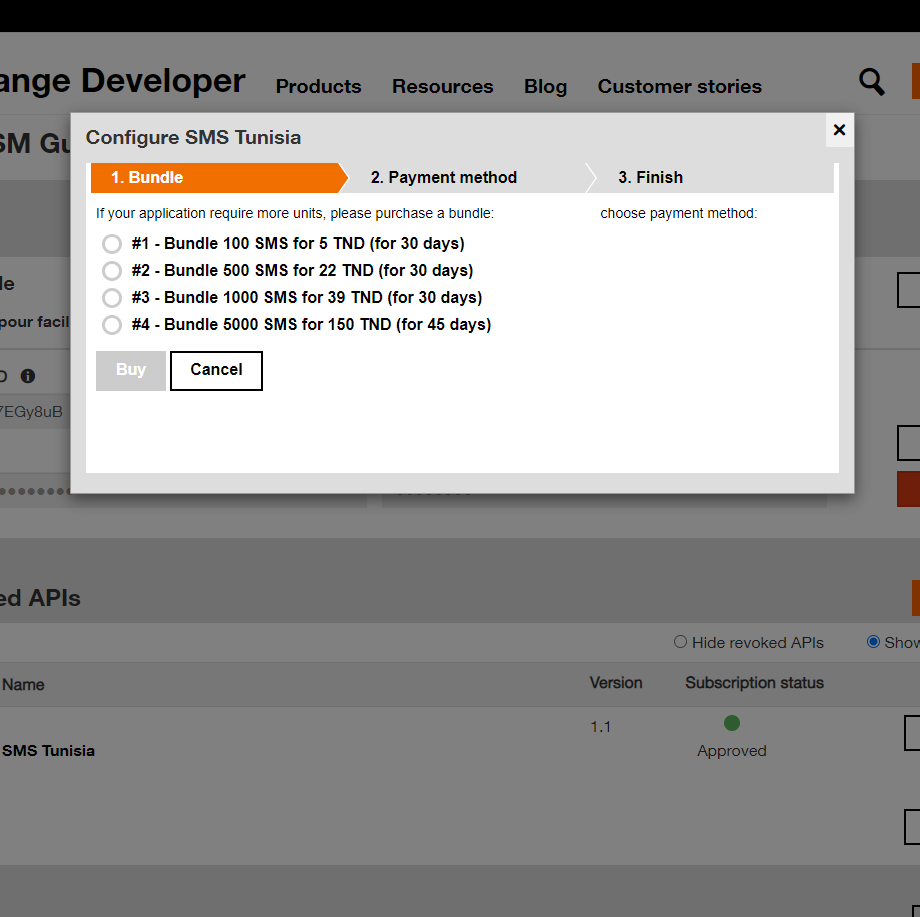 ange Developer
Products
Resources
Blog
Customer stories
SM Gu
Configure SMS Tunisia
1. Bundle
2. Payment method
3. Finish
If your application require more units, please purchase a bundle:
choose payment method:
#1 - Bundle 100 SMS for 5 TND (for 30 days)
#2 - Bundle 500 SMS for 22 TND (for 30 days)
#3 - Bundle 1000 SMS for 39 TND (for 30 days)
#4 - Bundle 5000 SMS for 150 TND (for 45 days)
Buy
Cancel
le
pour facil
D
7EGy8uB
ed APIs
Hide revoked APIs
Show
Name
Version
Subscription status
1.1
SMS Tunisia
Approved